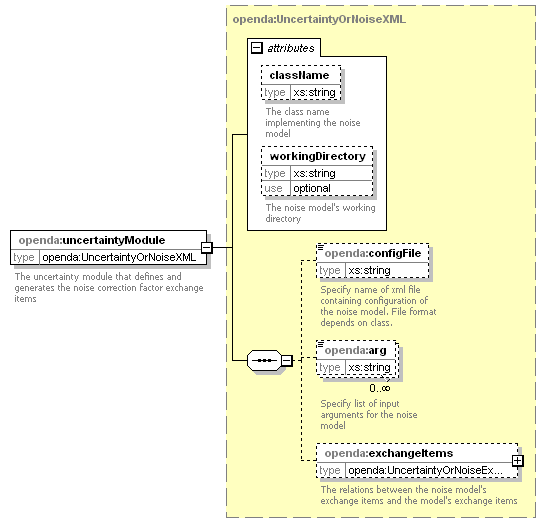 openda:UncertaintyOrNoiseXML
attributes
className
type xs:string
The class name
implementing the noise
model
workingDirectory
type xs:string
use optional
The noise model's working
directory
openda:uncertaintyModule
type openda:UncertaintyOrNoiseXML
The uncertainty module that defines and
generates the noise correction factor exchange
items
openda:configFile
type xs:string
Specify name of xml file
containing configuration of
the noise model. File format
depends on class.
openda:arg
type xs:string
0..∞
Specify list of input
arguments for the noise
model
openda:exchangeItems
type openda:UncertaintyOrNoiseEx...
The relations between the noise model's
exchange items and the model's exchange items